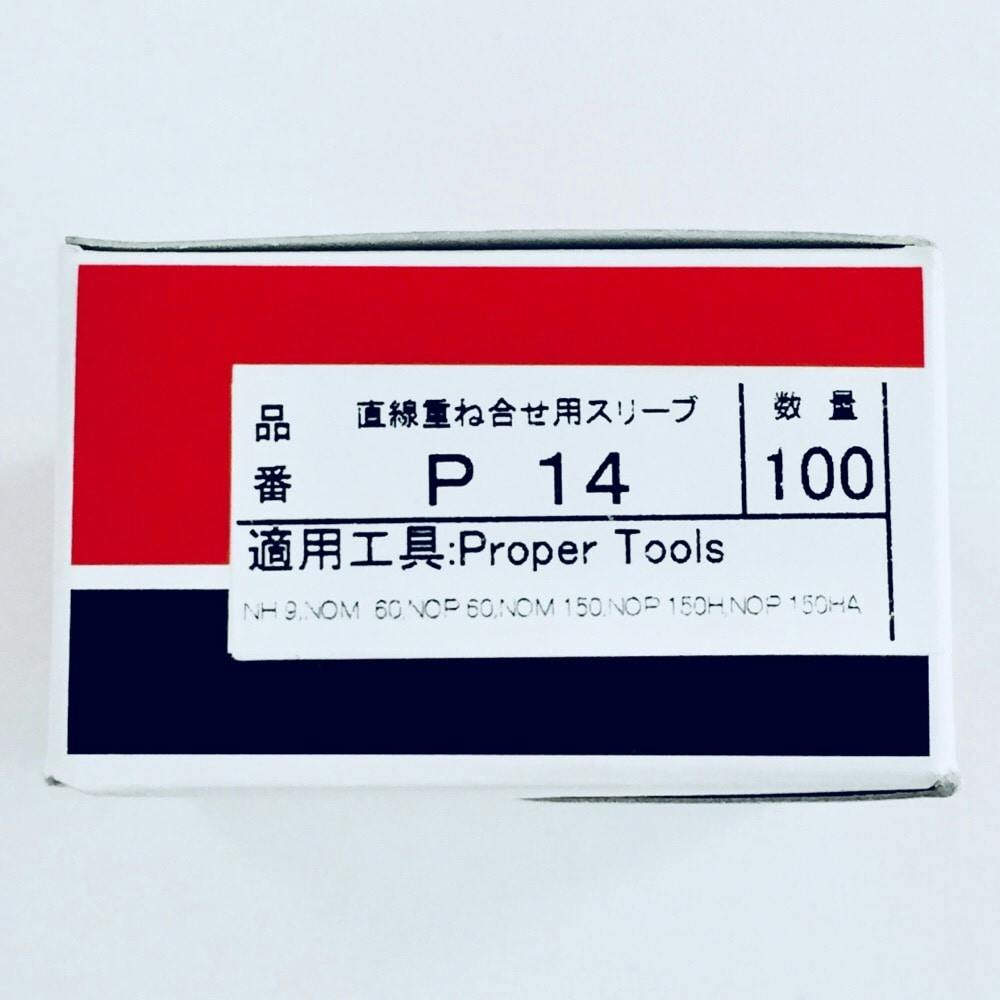 品番
直線重ね合せ用スリーブ
P 14
数量
100
適用工具:Proper Tools
NH 9,NOM 60,NOP 60,NOM 150,NOP 150H,NOP 150HA